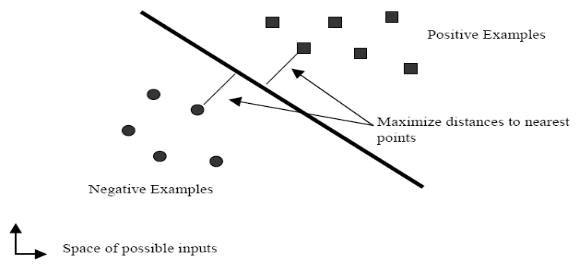 Positive Examples
Maximize distances to nearest
points
Negative Examples
Space of possible inputs